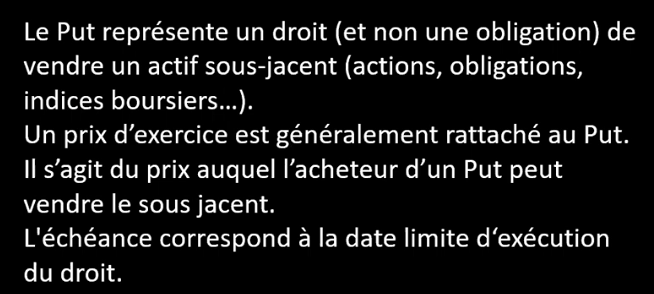 Le Put représente un droit (et non une obligation) de
vendre un actif sous-jacent (actions, obligations,
indices boursiers…).
Un prix d’exercice est généralement rattaché au Put.
Il s’agit du prix auquel l’acheteur d’un Put peut
vendre le sous jacent.
L'échéance correspond à la date limite d‘exécution
du droit.